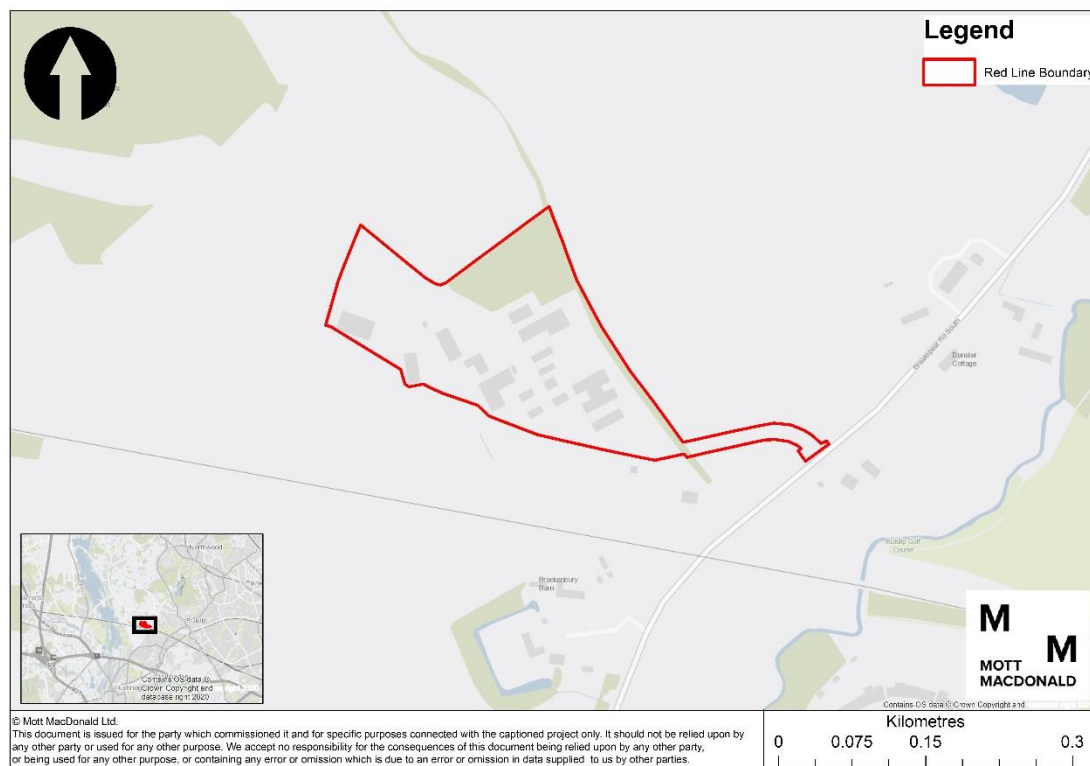 Legend
Red Line Boundary
Breakspear Rd South
Dunster
Cottage
Ruislip Golf
Course
Brackenbury
Barn
Northwood
Ruislip
Contains OS data ©
Crown Copyright and
database right 2020
M
M
MOTT
MACDONALD
Contains OS data © Crown Copyright and
© Mott MacDonald Ltd.
This document is issued for the party which commissioned it and for specific purposes connected with the captioned project only. It should not be relied upon by
any other party or used for any other purpose. We accept no responsibility for the consequences of this document being relied upon by any other party,
or being used for any other purpose, or containing any error or omission which is due to an error or omission in data supplied to us by other parties.
Kilometres
0 0.075 0.15 0.3